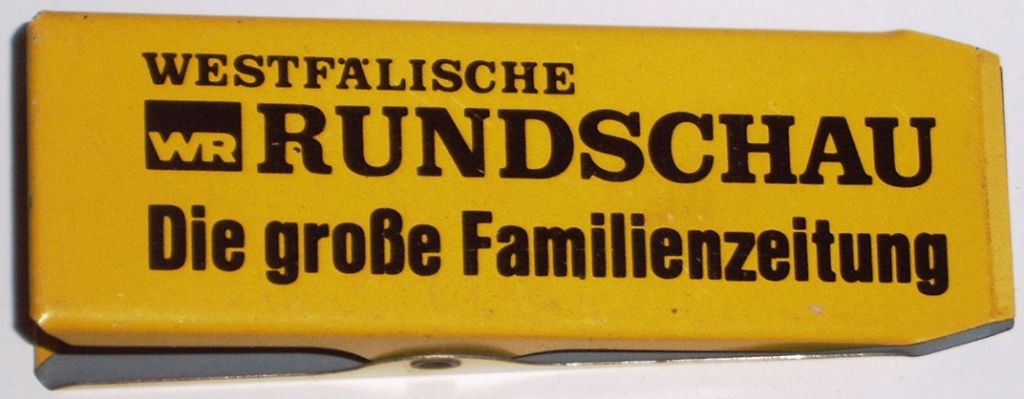 WESTFÄLISCHE
WR RUNDSCHAU
Die große Familienzeitung